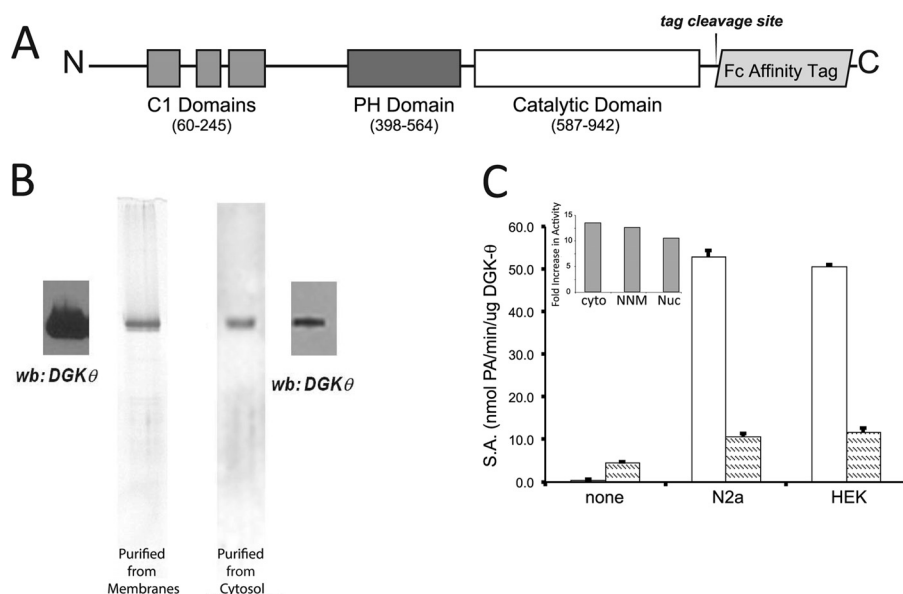 A
tag cleavage site
N
Fc Affinity Tag
C
C1 Domains
(60-245)
PH Domain
(398-564)
Catalytic Domain
(587-942)
B
wb: DGKθ
wb: DGKθ
Purified
from
Membranes
Purified
from
Cytosol
C
S.A. (nmol PA/min/ug DGK-θ
60.0
50.0
40.0
30.0
20.0
10.0
0.0
none
N2a
HEK
Fold Increase in Activity
15
10
5
0
cyto
NNM
Nuc